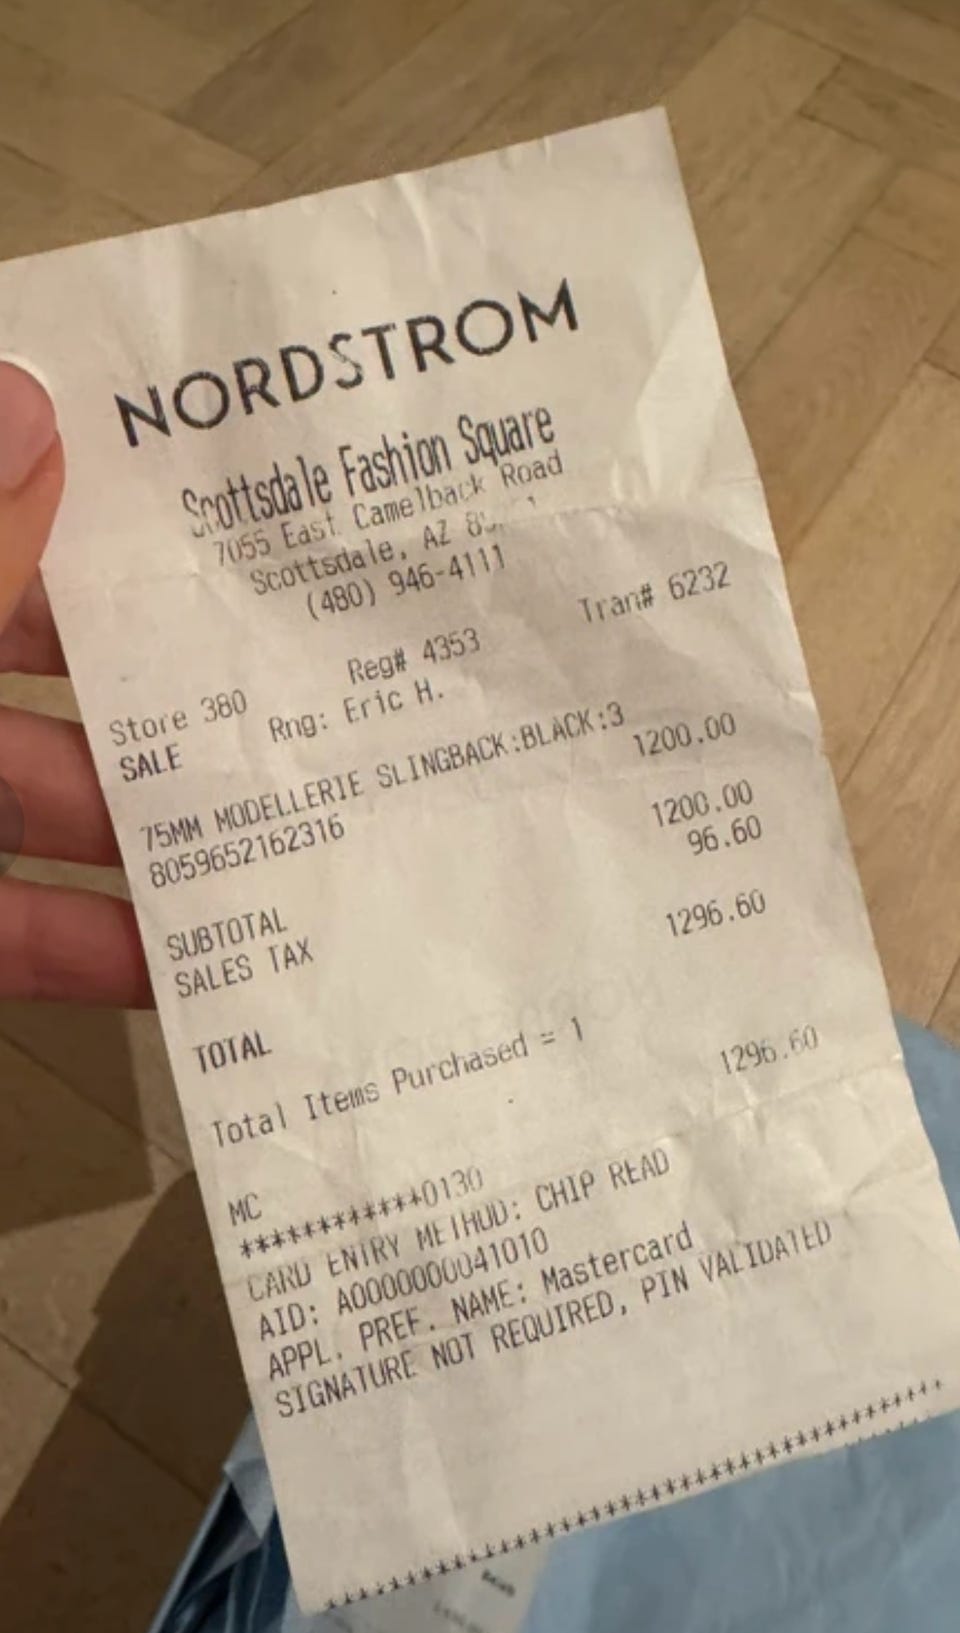 NORDSTROM
Scottsdale Fashion Square
7055 East Camelback Road
Scottsdale, AZ
(480) 946-4111
Store 380 Reg# 4353 Tran# 6232
SALE Rng: Eric H.
75MM MODELLERIE SLINGBACK:BLACK:3
8059652162316 1200.00
SUBTOTAL 1200.00
SALES TAX 96.60
TOTAL 1296.60
Total Items Purchased = 1
MC 1296.60
************0130
CARD ENTRY METHOD: CHIP READ
AID: A0000000041010
APPL. PREF. NAME: Mastercard
SIGNATURE NOT REQUIRED, PIN VALIDATED